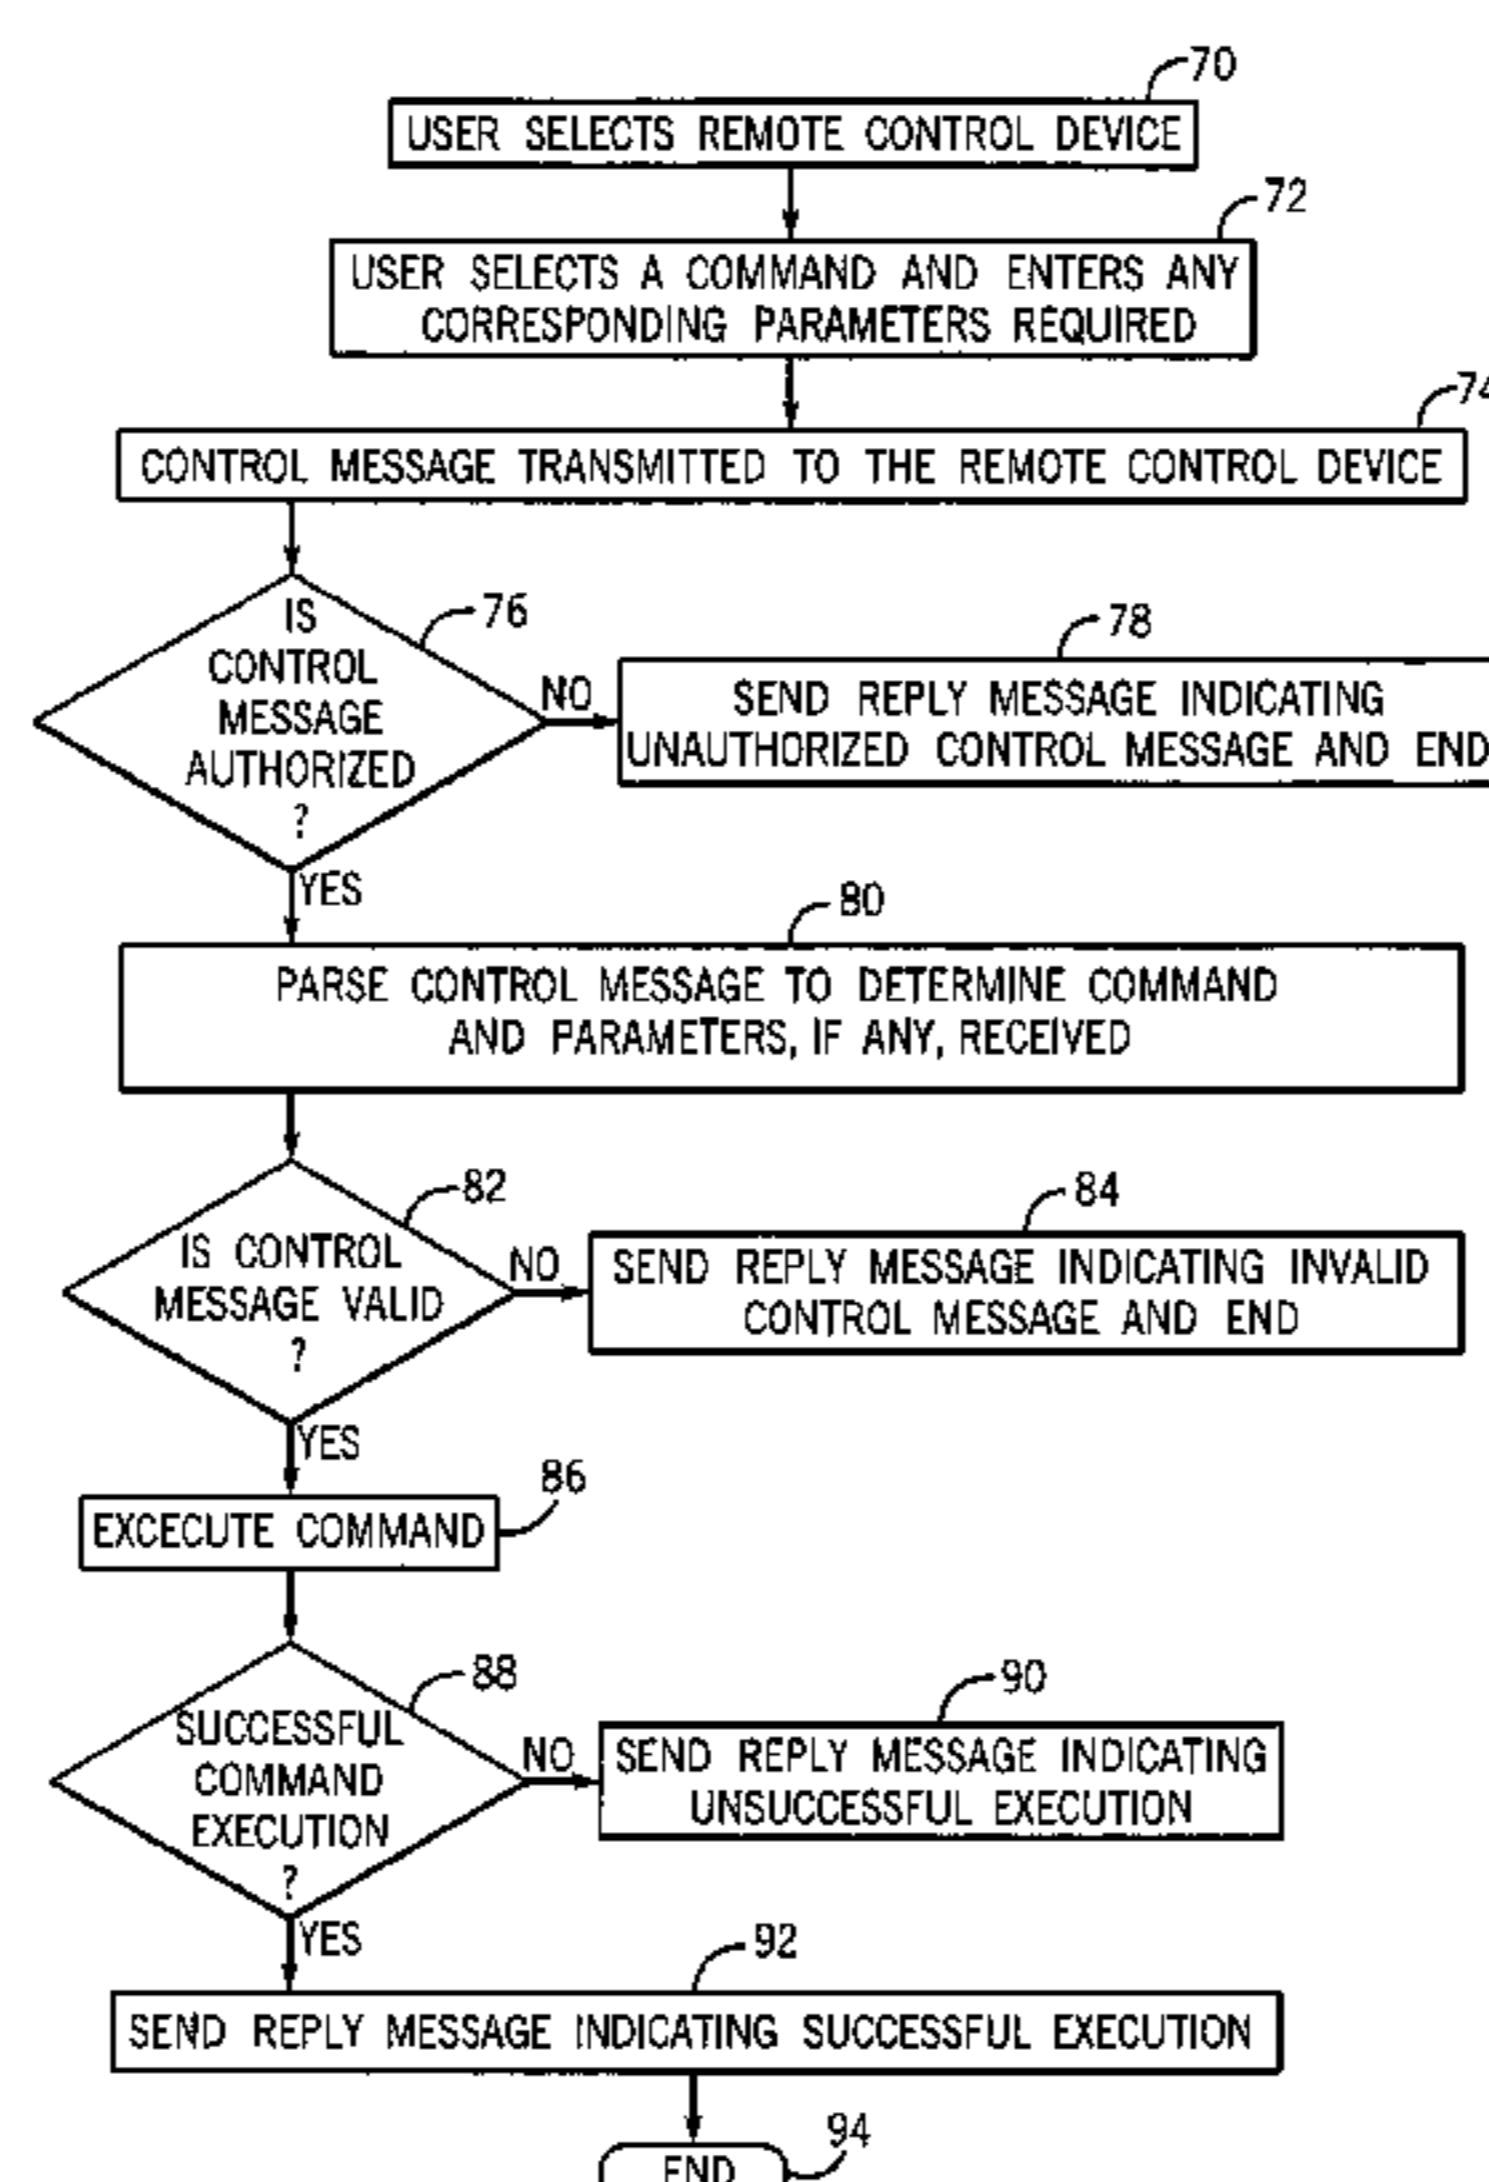 70
USER SELECTS REMOTE CONTROL DEVICE
72
USER SELECTS A COMMAND AND ENTERS ANY
CORRESPONDING PARAMETERS REQUIRED
74
CONTROL MESSAGE TRANSMITTED TO THE REMOTE CONTROL DEVICE
IS
CONTROL
MESSAGE
AUTHORIZED
?
76
NO
78
SEND REPLY MESSAGE INDICATING
UNAUTHORIZED CONTROL MESSAGE AND END
YES
80
PARSE CONTROL MESSAGE TO DETERMINE COMMAND
AND PARAMETERS, IF ANY, RECEIVED
82
IS CONTROL
MESSAGE VALID
?
NO
84
SEND REPLY MESSAGE INDICATING INVALID
CONTROL MESSAGE AND END
YES
86
EXCECUTE COMMAND
88
SUCCESSFUL
COMMAND
EXECUTION
?
NO
90
SEND REPLY MESSAGE INDICATING
UNSUCCESSFUL EXECUTION
YES
92
SEND REPLY MESSAGE INDICATING SUCCESSFUL EXECUTION
94
END